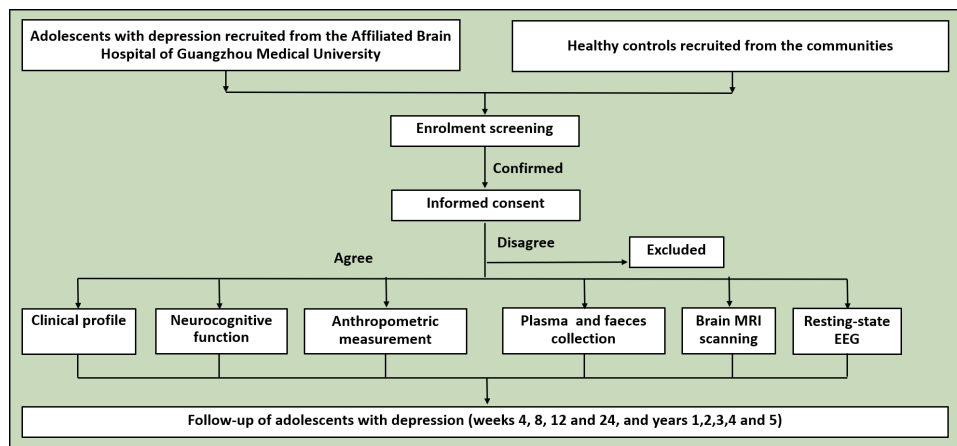 Adolescents with depression recruited from the Affiliated Brain
Hospital of Guangzhou Medical University
Healthy controls recruited from the communities
Enrolment screening
Confirmed
Informed consent
Disagree
Excluded
Agree
Clinical profile
Neurocognitive
function
Anthropometric
measurement
Plasma and faeces
collection
Brain MRI
scanning
Resting-state
EEG
Follow-up of adolescents with depression (weeks 4, 8, 12 and 24, and years 1,2,3,4 and 5)